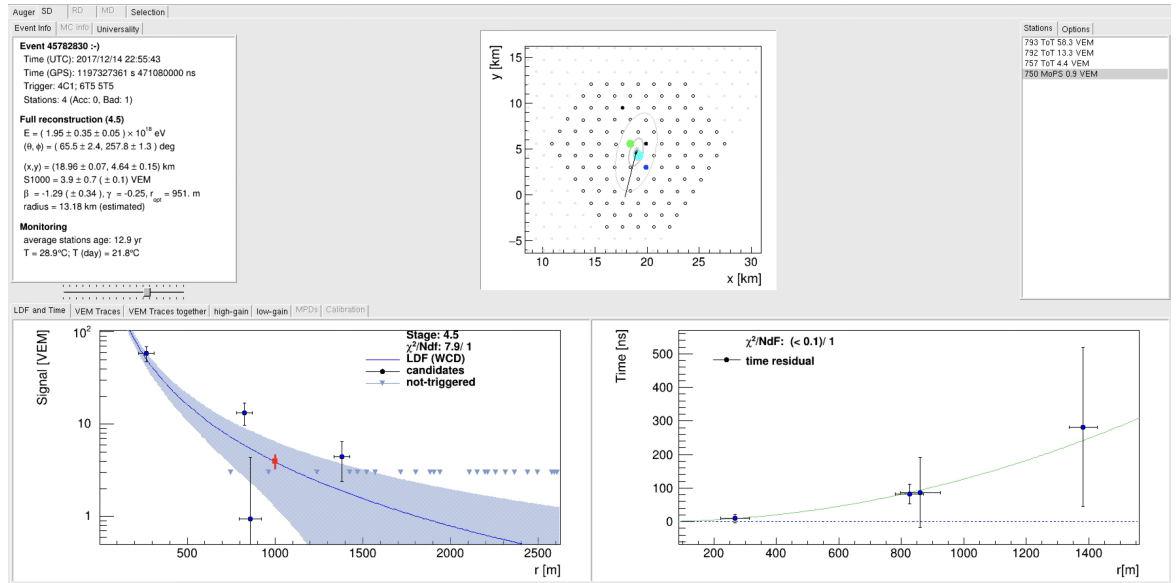 Auger SD RD MD Selection
Event Info MC info Universality
Event 45782830 :-)
Time (UTC): 2017/12/14 22:55:43
Time (GPS): 1197327361 s 471080000 ns
Trigger: 4C1; 6T5 5T5
Stations: 4 (Acc: 0, Bad: 1)
Full reconstruction (4.5)
E = ( 1.95 ± 0.35 ± 0.05 ) × 10^18 eV
(θ, ϕ) = ( 65.5 ± 2.4, 257.8 ± 1.3 ) deg
(x,y) = (18.96 ± 0.07, 4.64 ± 0.15) km
S1000 = 3.9 ± 0.7 ( ± 0.1) VEM
β = -1.29 ( ± 0.34 ), γ = -0.25, r_opt = 951. m
radius = 13.18 km (estimated)
Monitoring
average stations age: 12.9 yr
T = 28.9°C; T (day) = 21.8°C
y [km]
15
10
5
0
−5
10 15 20 25 30
x [km]
Stations Options
793 ToT 58.3 VEM
792 ToT 13.3 VEM
757 ToT 4.4 VEM
750 MoPS 0.9 VEM
LDF and Time VEM Traces VEM Traces together high-gain low-gain MPDs Calibration
Signal [VEM]
10²
10
1
Stage: 4.5
χ²/Ndf: 7.9/ 1
LDF (WCD)
candidates
not-triggered
500 1000 1500 2000 2500
r [m]
Time [ns]
500
400
300
200
100
0
χ²/NdF: (< 0.1)/ 1
time residual
200 400 600 800 1000 1200 1400
r[m]